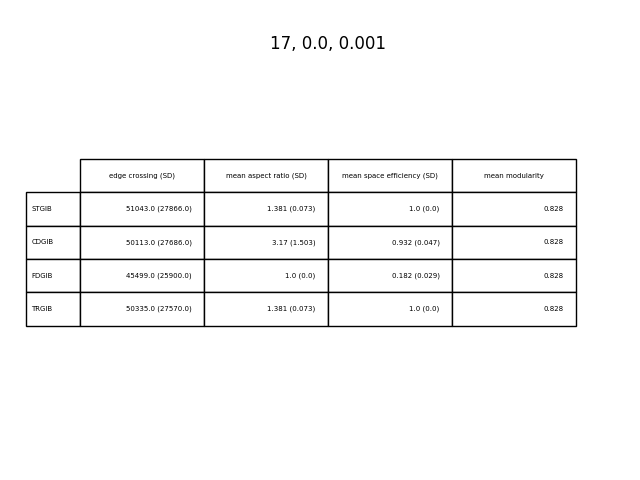 17, 0.0, 0.001
edge crossing (SD) mean aspect ratio (SD) mean space efficiency (SD) mean modularity
STGIB 51043.0 (27866.0) 1.381 (0.073) 1.0 (0.0) 0.828
CDGIB 50113.0 (27686.0) 3.17 (1.503) 0.932 (0.047) 0.828
FDGIB 45499.0 (25900.0) 1.0 (0.0) 0.182 (0.029) 0.828
TRGIB 50335.0 (27570.0) 1.381 (0.073) 1.0 (0.0) 0.828